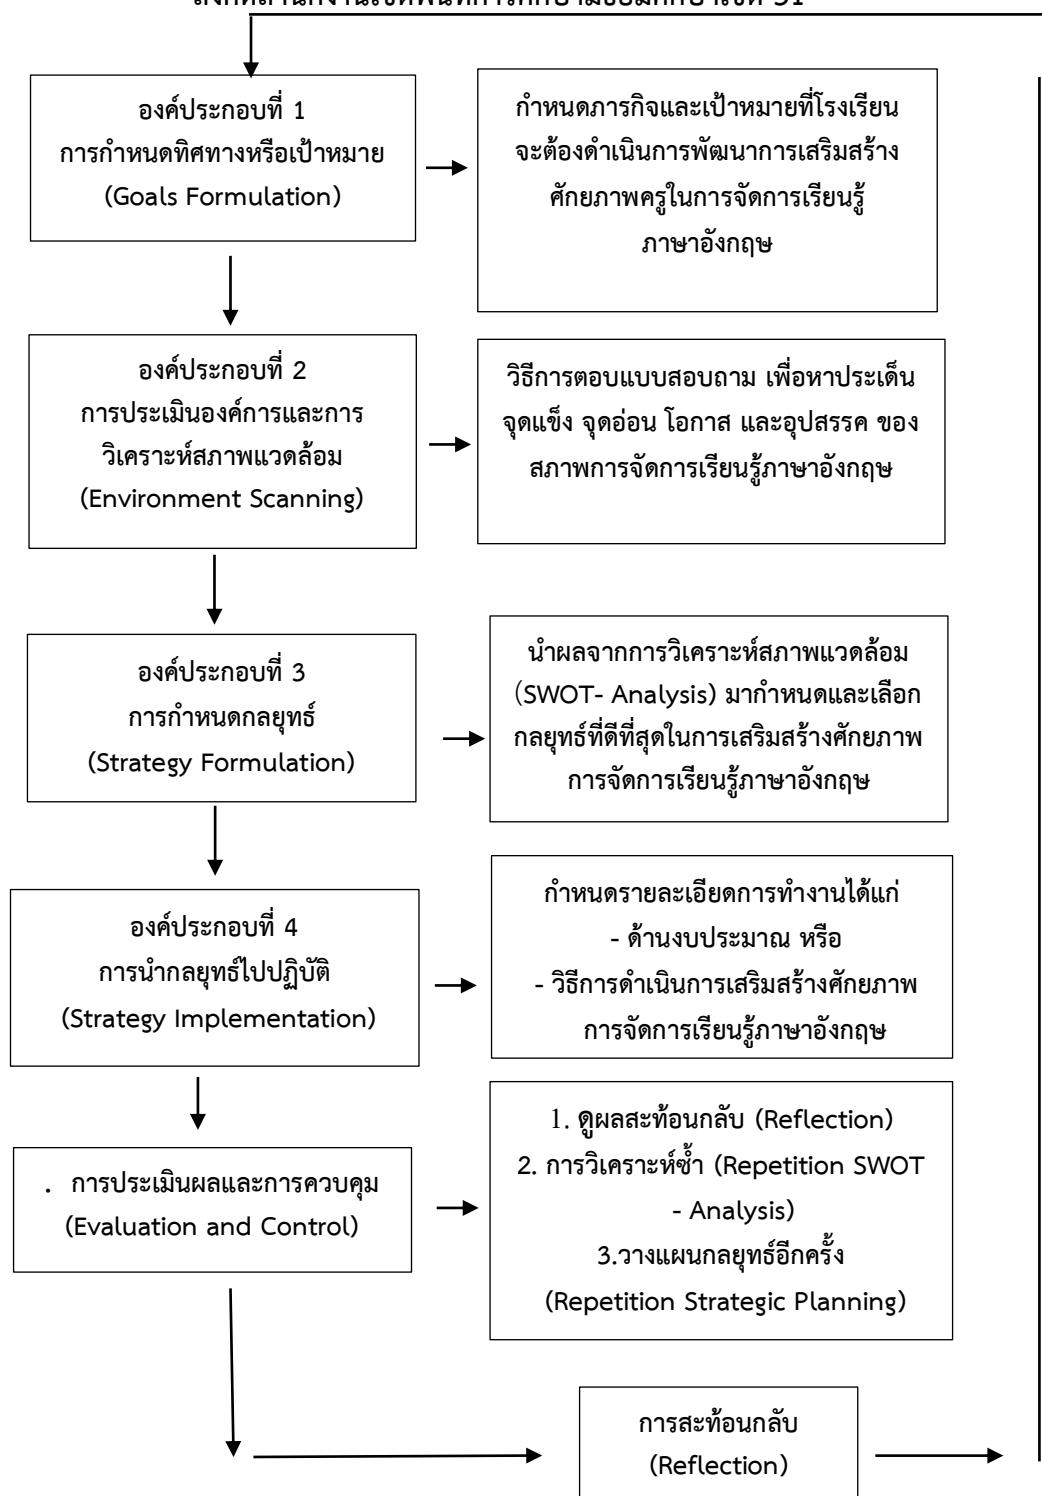 องค์ประกอบที่ 1
การกำหนดทิศทางหรือเป้าหมาย
(Goals Formulation)
กำหนดภารกิจและเป้าหมายที่โรงเรียน
จะต้องดำเนินการพัฒนาการเสริมสร้าง
ศักยภาพครูในการจัดการเรียนรู้
ภาษาอังกฤษ
องค์ประกอบที่ 2
การประเมินองค์การและการ
วิเคราะห์สภาพแวดล้อม
(Environment Scanning)
วิธีการตอบแบบสอบถาม เพื่อหาประเด็น
จุดแข็ง จุดอ่อน โอกาส และอุปสรรค ของ
สภาพการจัดการเรียนรู้ภาษาอังกฤษ
องค์ประกอบที่ 3
การกำหนดกลยุทธ์
(Strategy Formulation)
นำผลจากการวิเคราะห์สภาพแวดล้อม
(SWOT- Analysis) มากำหนดและเลือก
กลยุทธ์ที่ดีที่สุดในการเสริมสร้างศักยภาพ
การจัดการเรียนรู้ภาษาอังกฤษ
องค์ประกอบที่ 4
การนำกลยุทธ์ไปปฏิบัติ
(Strategy Implementation)
กำหนดรายละเอียดการทำงานได้แก่
- ด้านงบประมาณ หรือ
- วิธีการดำเนินการเสริมสร้างศักยภาพ
การจัดการเรียนรู้ภาษาอังกฤษ
. การประเมินผลและการควบคุม
(Evaluation and Control)
1. ดูผลสะท้อนกลับ (Reflection)
2. การวิเคราะห์ซ้ำ (Repetition SWOT
- Analysis)
3.วางแผนกลยุทธ์อีกครั้ง
(Repetition Strategic Planning)
การสะท้อนกลับ
(Reflection)